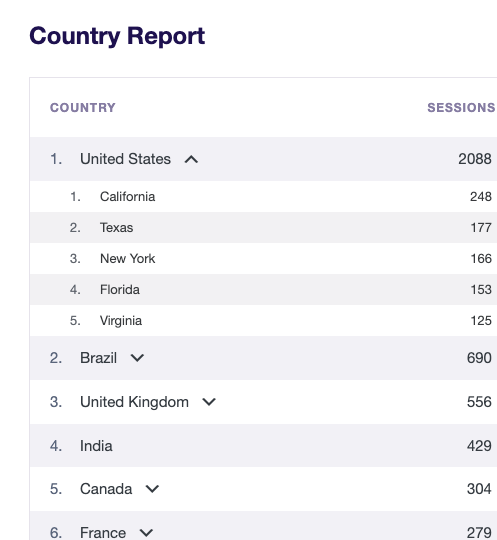 Country Report
COUNTRY SESSIONS
1. United States 2088
1. California 248
2. Texas 177
3. New York 166
4. Florida 153
5. Virginia 125
2. Brazil 690
3. United Kingdom 556
4. India 429
5. Canada 304
6. France 279